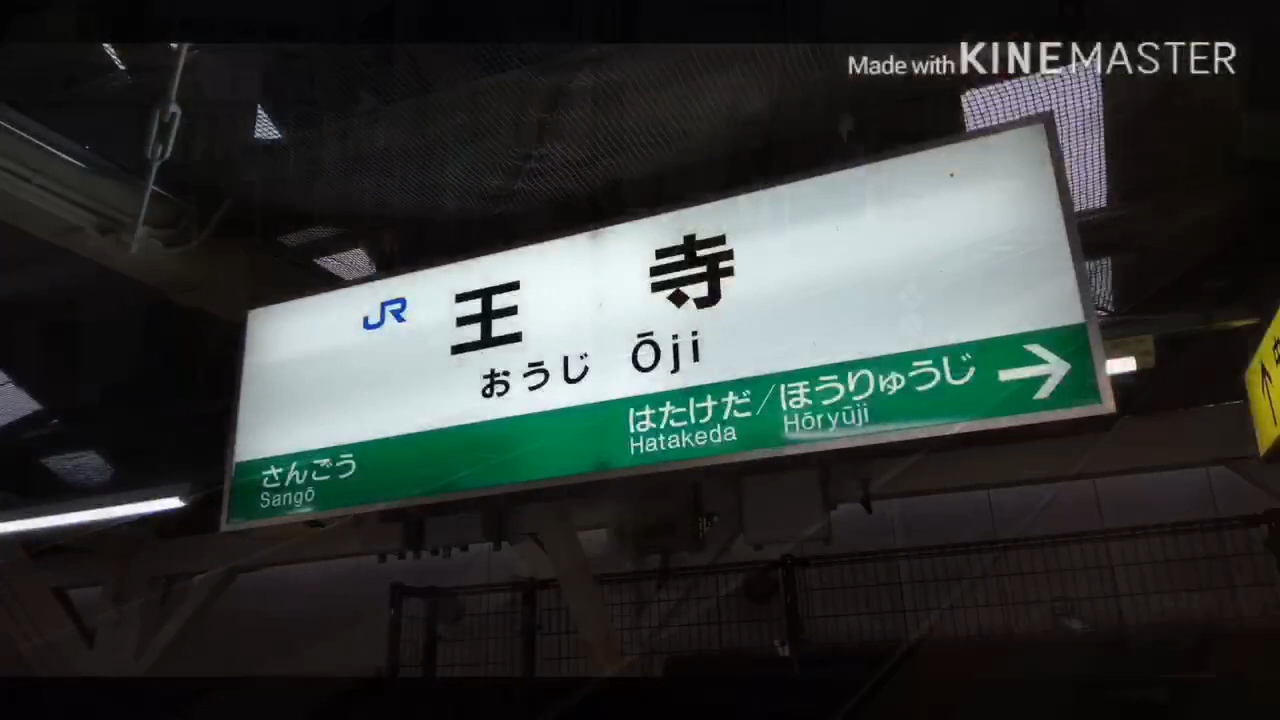 Made with KINEMASTER
JR 王寺
おうじ Ōji
はたけだ/ほうりゅうじ →
Hatakeda Hōryūji
さんごう
Sangō